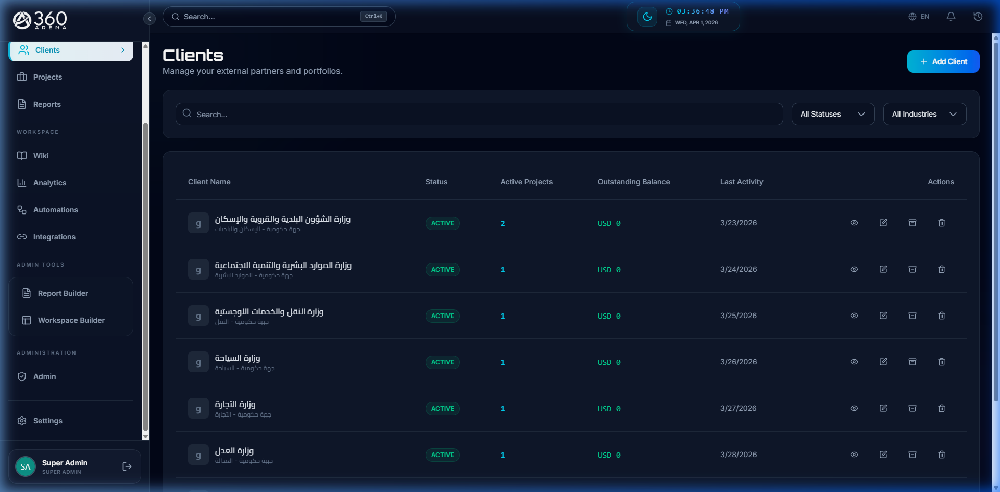 360
ARENA
Search...
Ctrl+K
03:36:48 PM
WED, APR 1, 2026
EN
Clients
Projects
Reports
WORKSPACE
Wiki
Analytics
Automations
Integrations
ADMIN TOOLS
Report Builder
Workspace Builder
ADMINISTRATION
Admin
Settings
SA
Super Admin
SUPER ADMIN
Clients
Manage your external partners and portfolios.
+ Add Client
Search...
All Statuses
All Industries
Client Name Status Active Projects Outstanding Balance Last Activity Actions
g
وزارة الشؤون البلدية والقروية والإسكان
جهة حكومية - الإسكان والبلديات
ACTIVE 2 USD 0 3/23/2026
g
وزارة الموارد البشرية والتنمية الاجتماعية
جهة حكومية - الموارد البشرية
ACTIVE 1 USD 0 3/24/2026
g
وزارة النقل والخدمات اللوجستية
جهة حكومية - النقل
ACTIVE 1 USD 0 3/25/2026
g
وزارة السياحة
جهة حكومية - السياحة
ACTIVE 1 USD 0 3/26/2026
g
وزارة التجارة
جهة حكومية - التجارة
ACTIVE 1 USD 0 3/27/2026
g
وزارة العدل
جهة حكومية - العدالة
ACTIVE 1 USD 0 3/28/2026